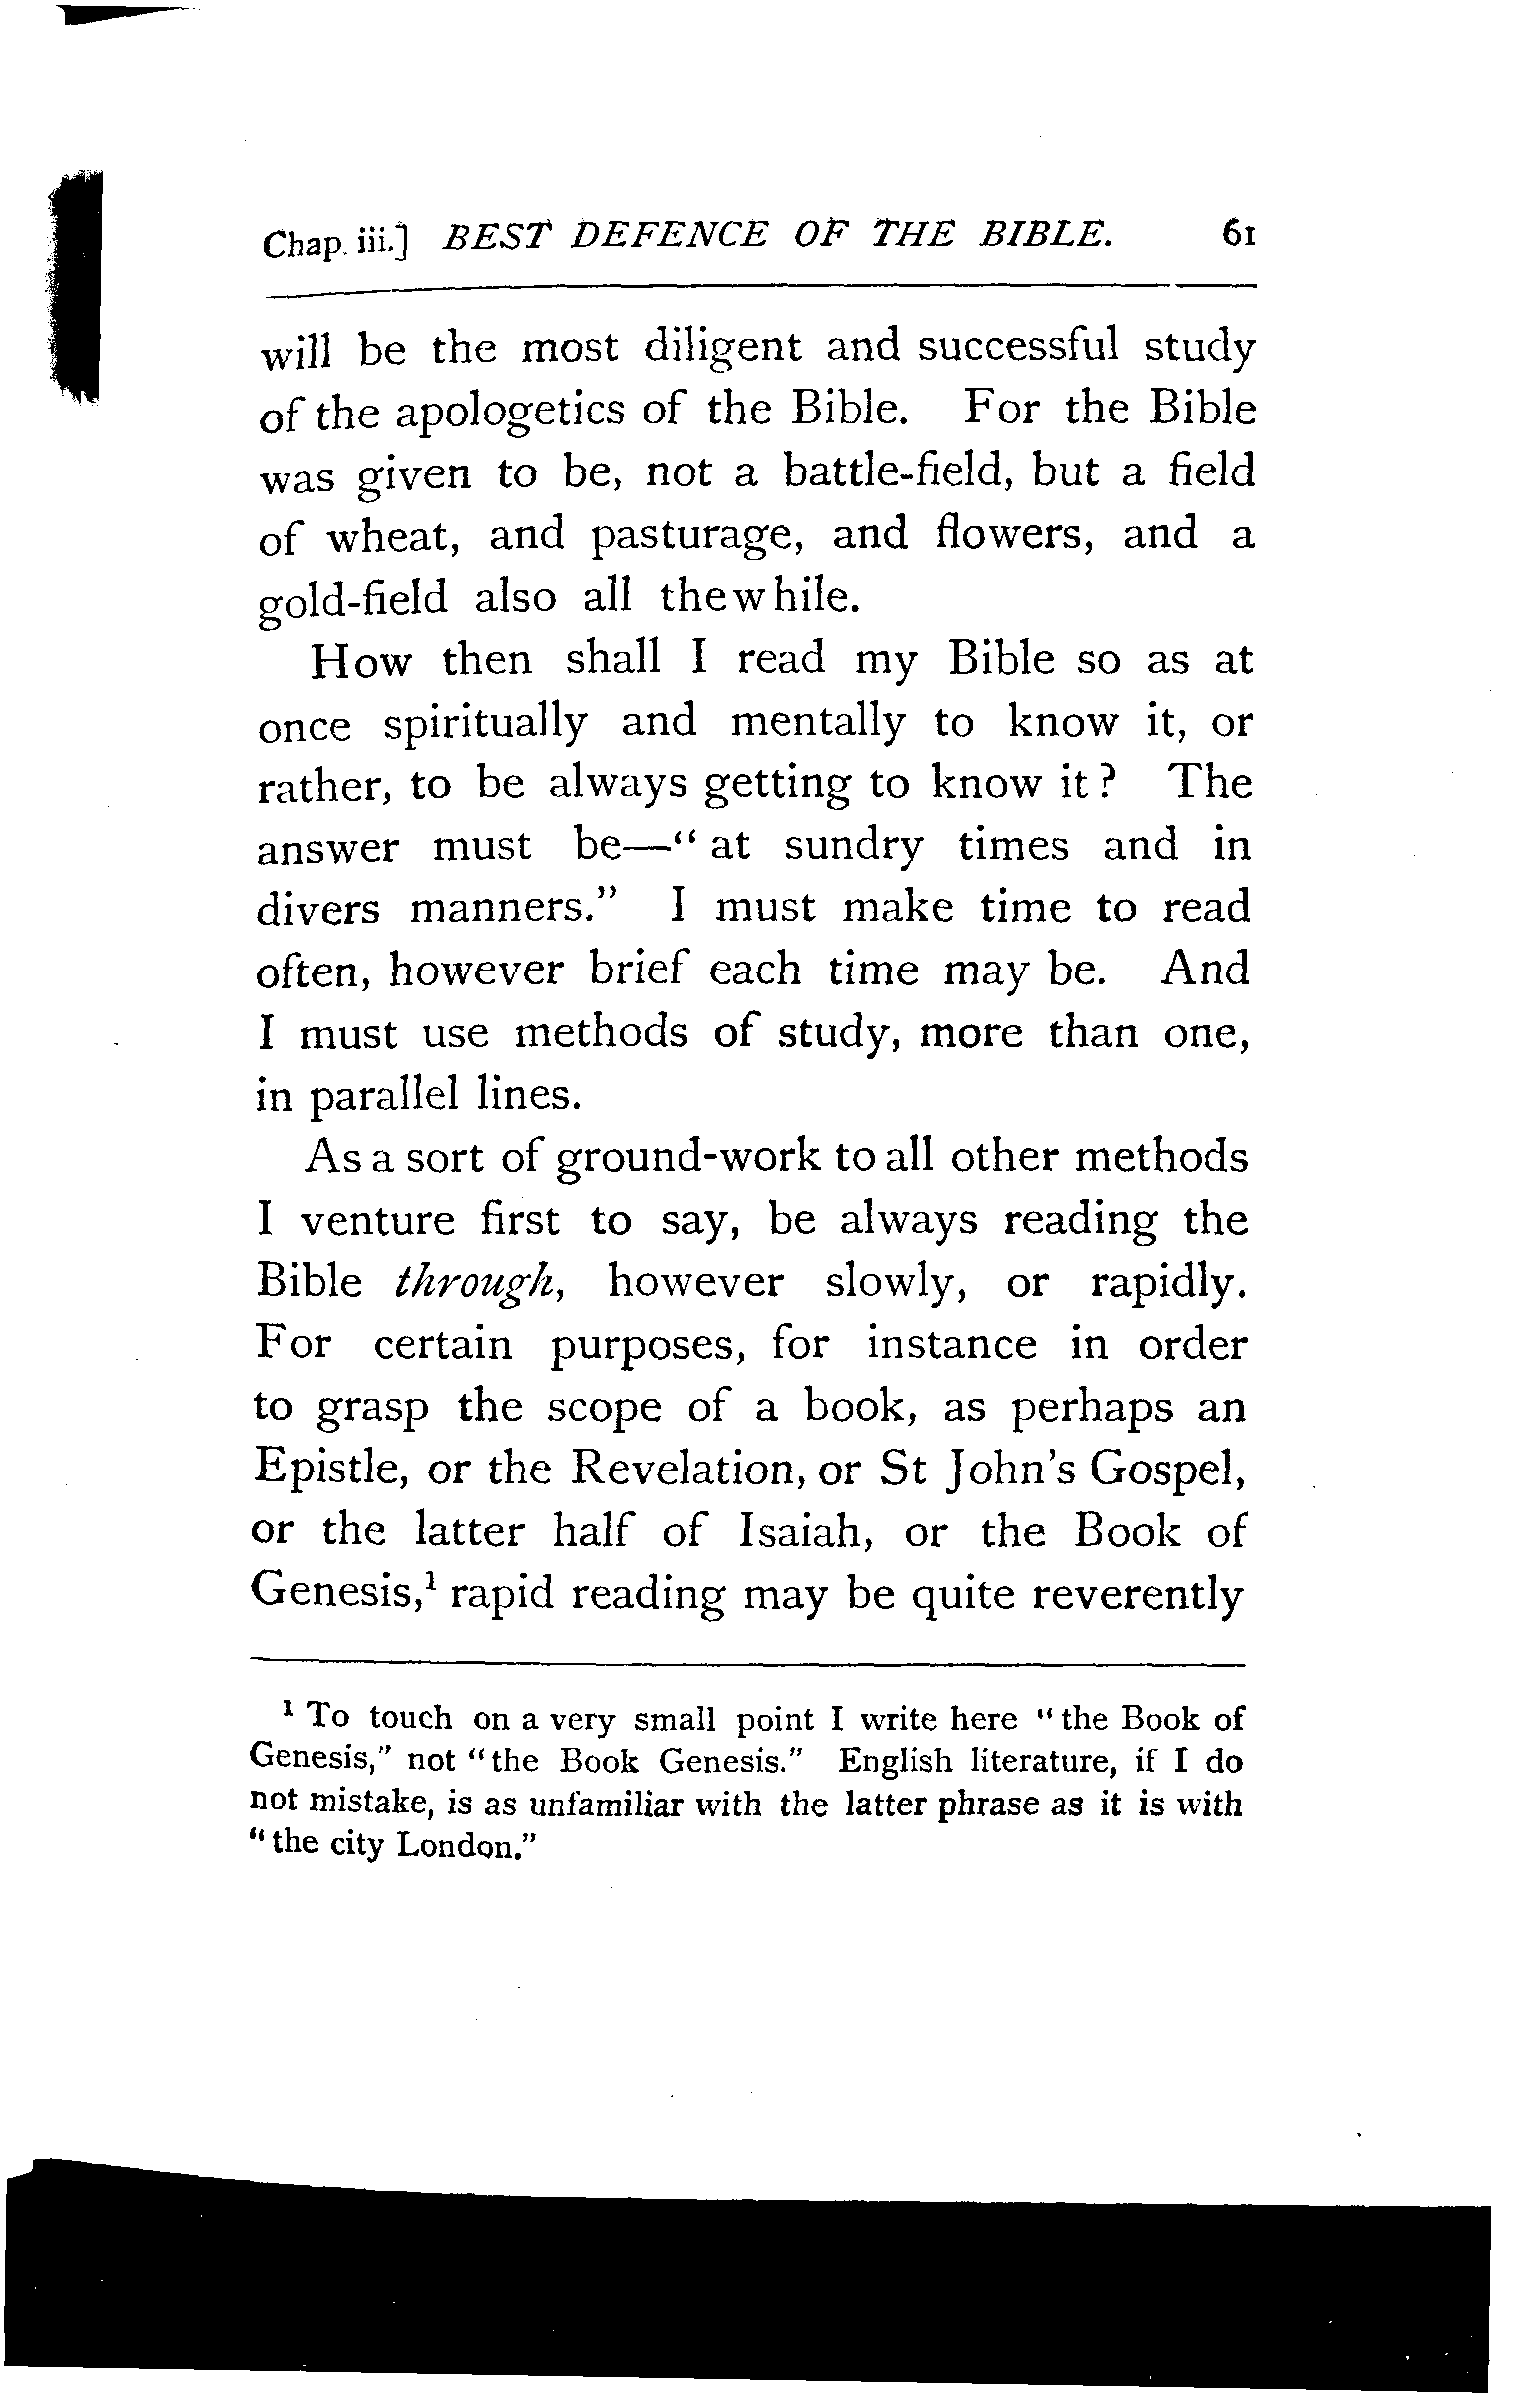 Chap. iii.] BEST DEFENCE OF THE BIBLE. 61
will be the most diligent and successful study
of the apologetics of the Bible. For the Bible
was given to be, not a battle-field, but a field
of wheat, and pasturage, and flowers, and a
gold-field also all the while.
How then shall I read my Bible so as at
once spiritually and mentally to know it, or
rather, to be always getting to know it? The
answer must be—"at sundry times and in
divers manners." I must make time to read
often, however brief each time may be. And
I must use methods of study, more than one,
in parallel lines.
As a sort of ground-work to all other methods
I venture first to say, be always reading the
Bible through, however slowly, or rapidly.
For certain purposes, for instance in order
to grasp the scope of a book, as perhaps an
Epistle, or the Revelation, or St John's Gospel,
or the latter half of Isaiah, or the Book of
Genesis,¹ rapid reading may be quite reverently
¹ To touch on a very small point I write here "the Book of
Genesis," not "the Book Genesis." English literature, if I do
not mistake, is as unfamiliar with the latter phrase as it is with
"the city London."